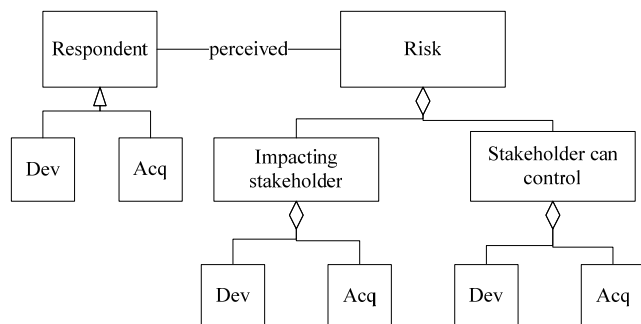 Respondent
perceived
Risk
Dev
Acq
Impacting
stakeholder
Stakeholder can
control
Dev
Acq
Dev
Acq